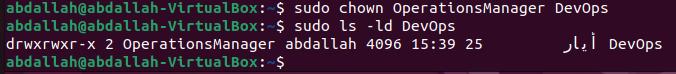 abdallah@abdallah-VirtualBox:~$ sudo chown OperationsManager DevOps
abdallah@abdallah-VirtualBox:~$ sudo ls -ld DevOps
drwxrwxr-x 2 OperationsManager abdallah 4096 15:39 25 أيار DevOps
abdallah@abdallah-VirtualBox:~$